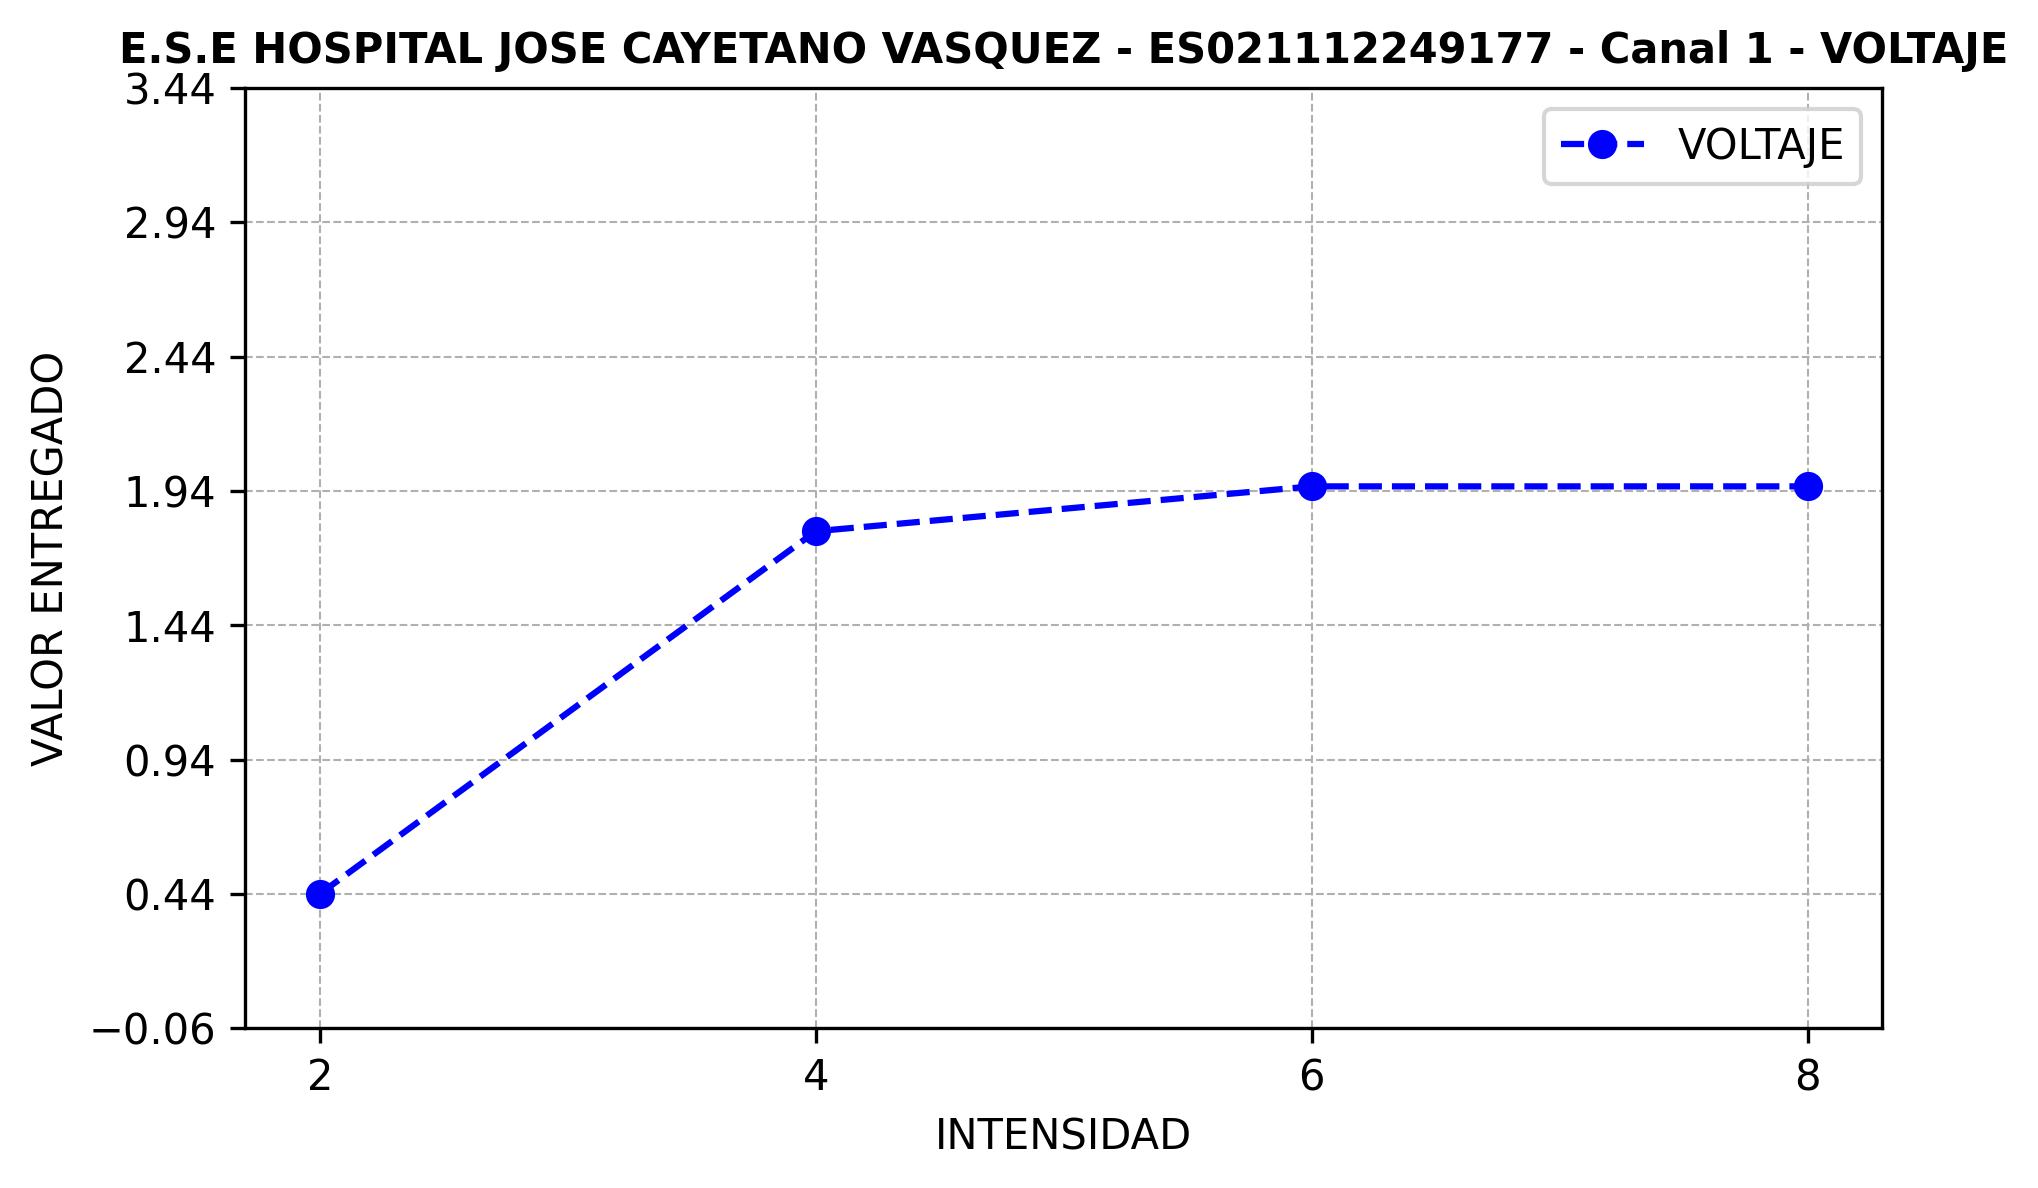 E.S.E HOSPITAL JOSE CAYETANO VASQUEZ - ES021112249177 - Canal 1 - VOLTAJE
VOLTAJE
VALOR ENTREGADO
3.44
2.94
2.44
1.94
1.44
0.94
0.44
−0.06
2 4 6 8
INTENSIDAD